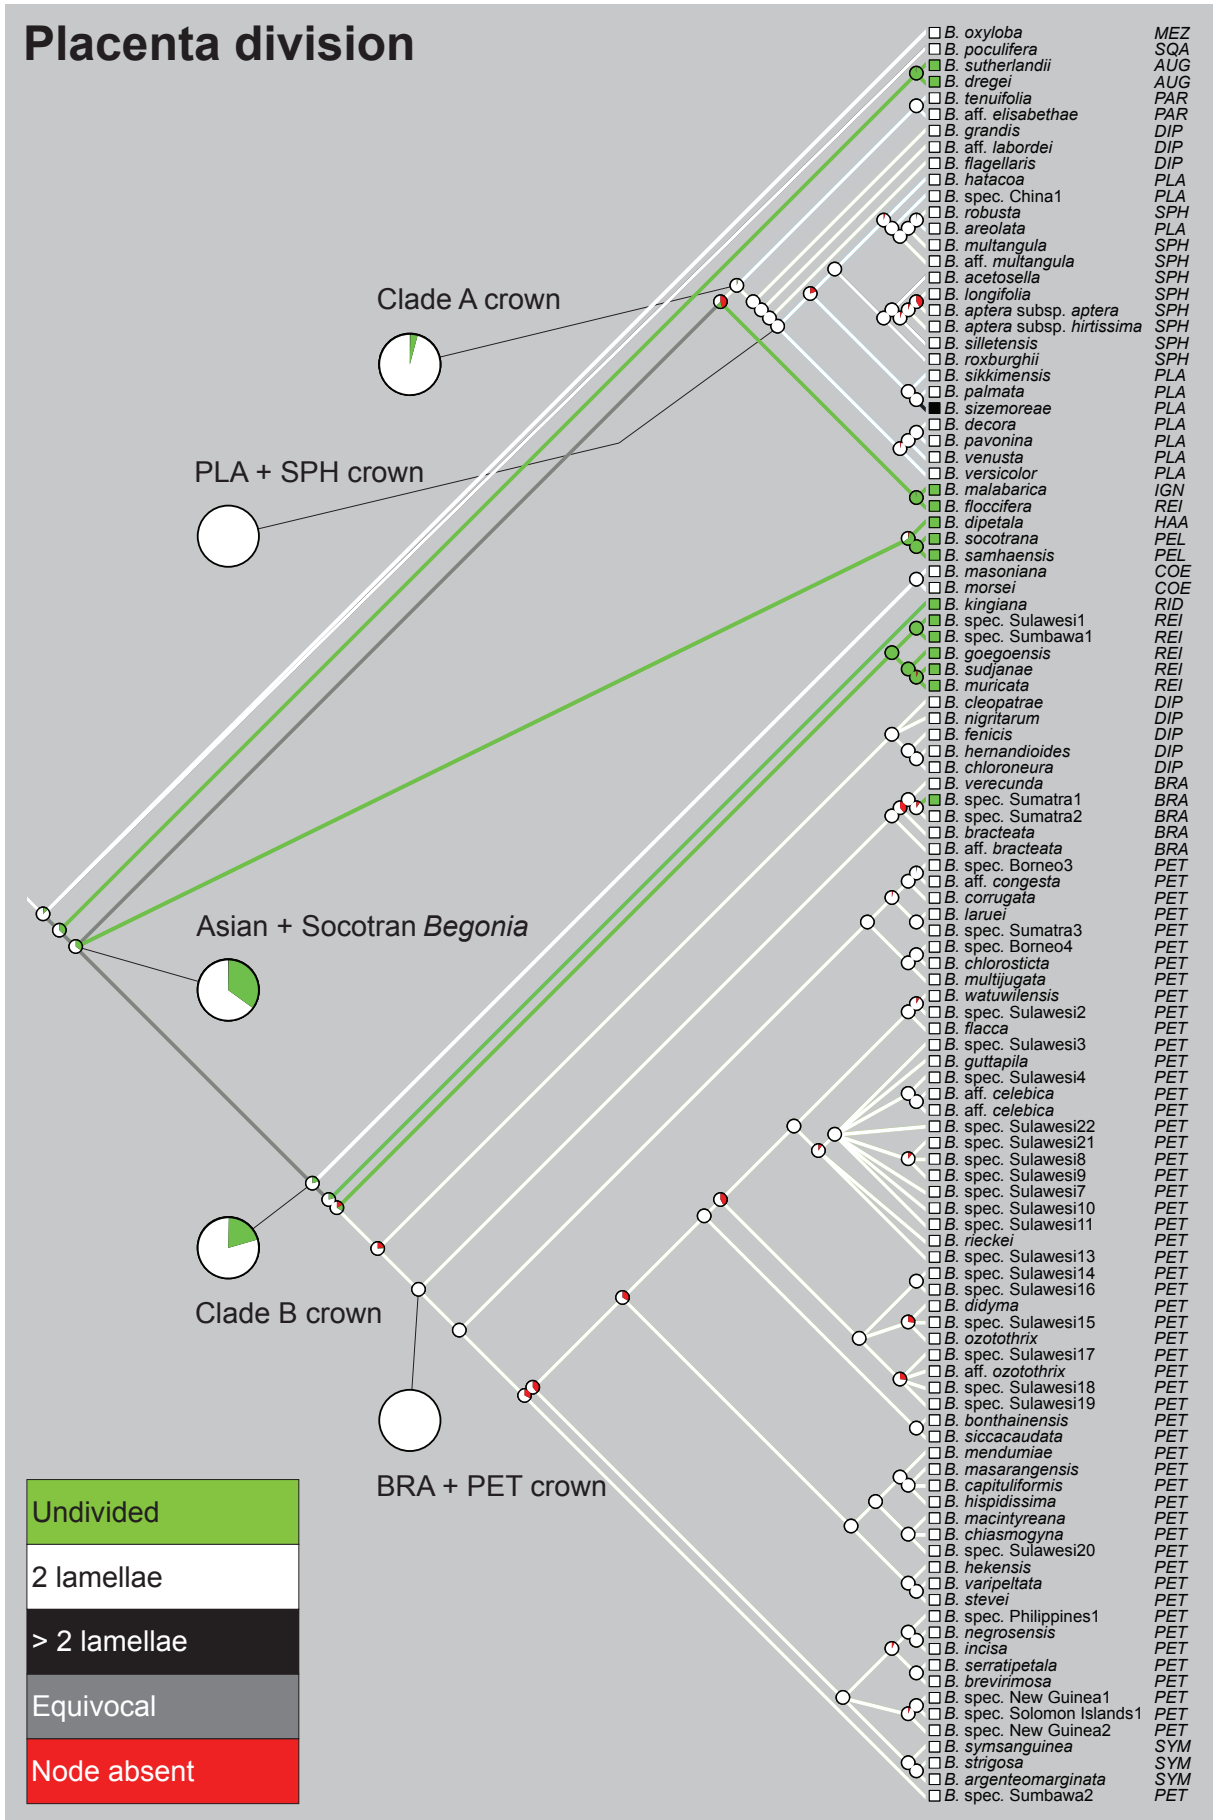 Placenta division
B. oxyloba MEZ
B. poculifera SQA
B. sutherlandii AUG
B. dregei AUG
B. tenuifolia PAR
B. aff. elisabethae PAR
B. grandis DIP
B. aff. labordei DIP
B. flagellaris DIP
B. hatacoa PLA
B. spec. China1 PLA
B. robusta SPH
B. areolata PLA
B. multangula SPH
B. aff. multangula SPH
B. acetosella SPH
B. longifolia SPH
B. aptera subsp. aptera SPH
B. aptera subsp. hirtissima SPH
B. silletensis SPH
B. roxburghii SPH
B. sikkimensis PLA
B. palmata PLA
B. sizemoreae PLA
B. decora PLA
B. pavonina PLA
B. venusta PLA
B. versicolor PLA
B. malabarica IGN
B. floccifera REI
B. dipetala HAA
B. socotrana PEL
B. samhaensis PEL
B. masoniana COE
B. morsei COE
B. kingiana RID
B. spec. Sulawesi1 REI
B. spec. Sumbawa1 REI
B. goegoensis REI
B. sudjanae REI
B. muricata REI
B. cleopatrae DIP
B. nigritarum DIP
B. fenicis DIP
B. hernandioides DIP
B. chloroneura DIP
B. verecunda BRA
B. spec. Sumatra1 BRA
B. spec. Sumatra2 BRA
B. bracteata BRA
B. aff. bracteata BRA
B. spec. Borneo3 PET
B. aff. congesta PET
B. corrugata PET
B. laruei PET
B. spec. Sumatra3 PET
B. spec. Borneo4 PET
B. chlorosticta PET
B. multijugata PET
B. watuwilensis PET
B. spec. Sulawesi2 PET
B. flacca PET
B. spec. Sulawesi3 PET
B. guttapila PET
B. spec. Sulawesi4 PET
B. aff. celebica PET
B. aff. celebica PET
B. spec. Sulawesi22 PET
B. spec. Sulawesi21 PET
B. spec. Sulawesi8 PET
B. spec. Sulawesi9 PET
B. spec. Sulawesi7 PET
B. spec. Sulawesi10 PET
B. spec. Sulawesi11 PET
B. rieckei PET
B. spec. Sulawesi13 PET
B. spec. Sulawesi14 PET
B. spec. Sulawesi16 PET
B. didyma PET
B. spec. Sulawesi15 PET
B. ozotothrix PET
B. spec. Sulawesi17 PET
B. aff. ozotothrix PET
B. spec. Sulawesi18 PET
B. spec. Sulawesi19 PET
B. bonthainensis PET
B. siccacaudata PET
B. mendumiae PET
B. masarangensis PET
B. capituliformis PET
B. hispidissima PET
B. macintyreana PET
B. chiasmogyna PET
B. spec. Sulawesi20 PET
B. hekensis PET
B. varipeltata PET
B. stevei PET
B. spec. Philippines1 PET
B. negrosensis PET
B. incisa PET
B. serratipetala PET
B. brevirimosa PET
B. spec. New Guinea1 PET
B. spec. Solomon Islands1 PET
B. spec. New Guinea2 PET
B. symsanguinea SYM
B. strigosa SYM
B. argenteomarginata SYM
B. spec. Sumbawa2 PET
Clade A crown
PLA + SPH crown
Asian + Socotran Begonia
Clade B crown
BRA + PET crown
Undivided
2 lamellae
> 2 lamellae
Equivocal
Node absent